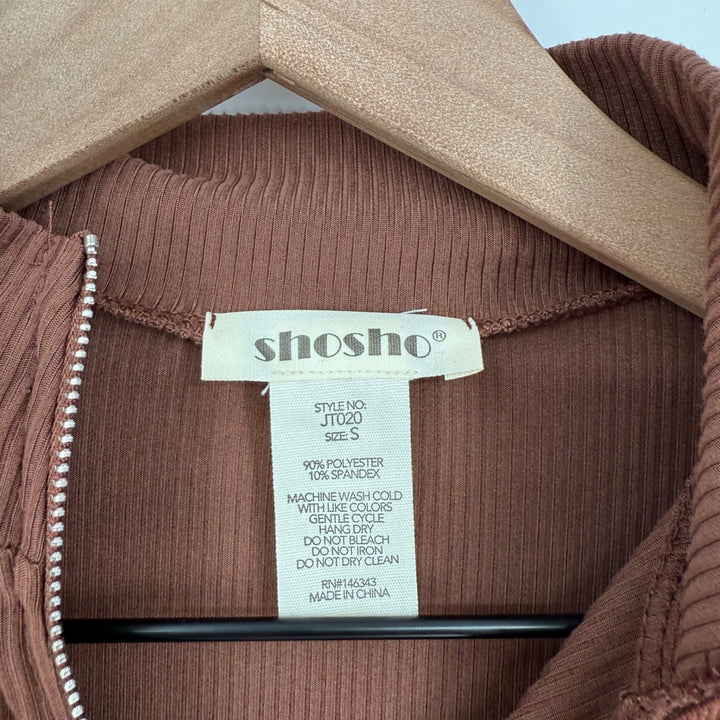 shosho®
STYLE NO:
JT020
SIZE: S
90% POLYESTER
10% SPANDEX
MACHINE WASH COLD
WITH LIKE COLORS
GENTLE CYCLE
HANG DRY
DO NOT BLEACH
DO NOT IRON
DO NOT DRY CLEAN
RN#146343
MADE IN CHINA